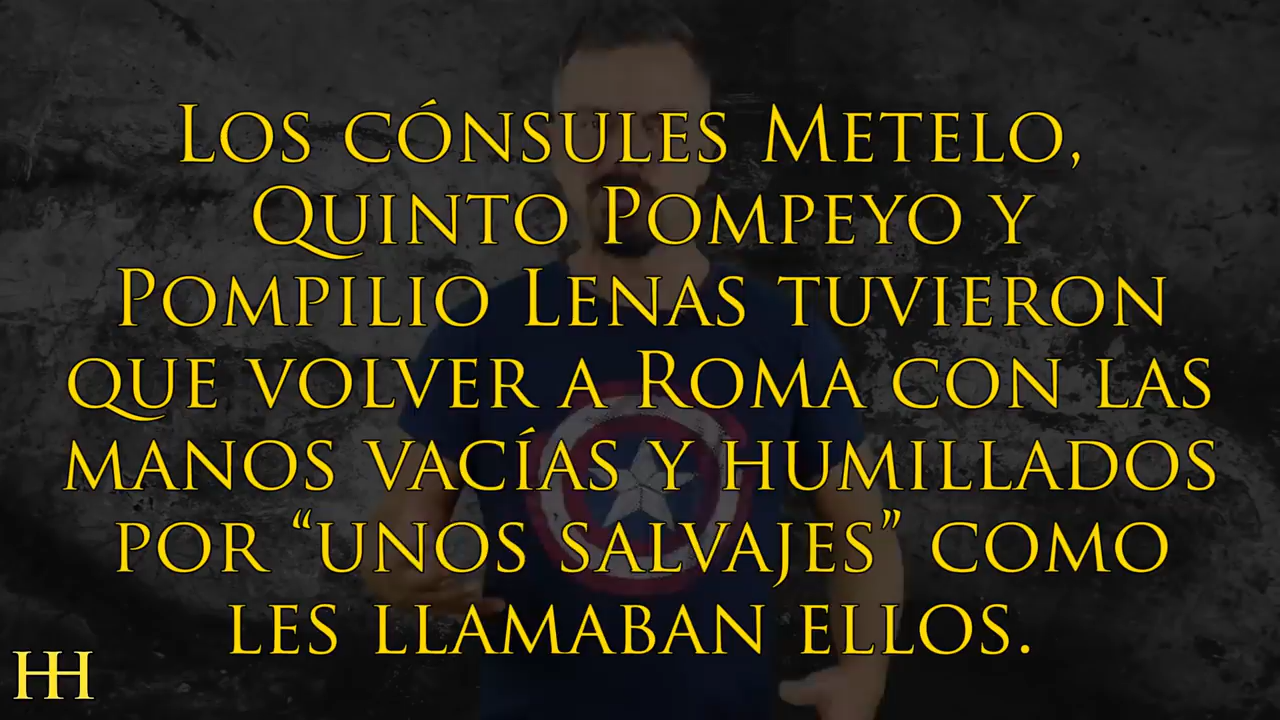 Los cónsules Metelo,
Quinto Pompeyo y
Pompilio Lenas tuvieron
que volver a Roma con las
manos vacías y humillados
por “unos salvajes” como
les llamaban ellos.
HH